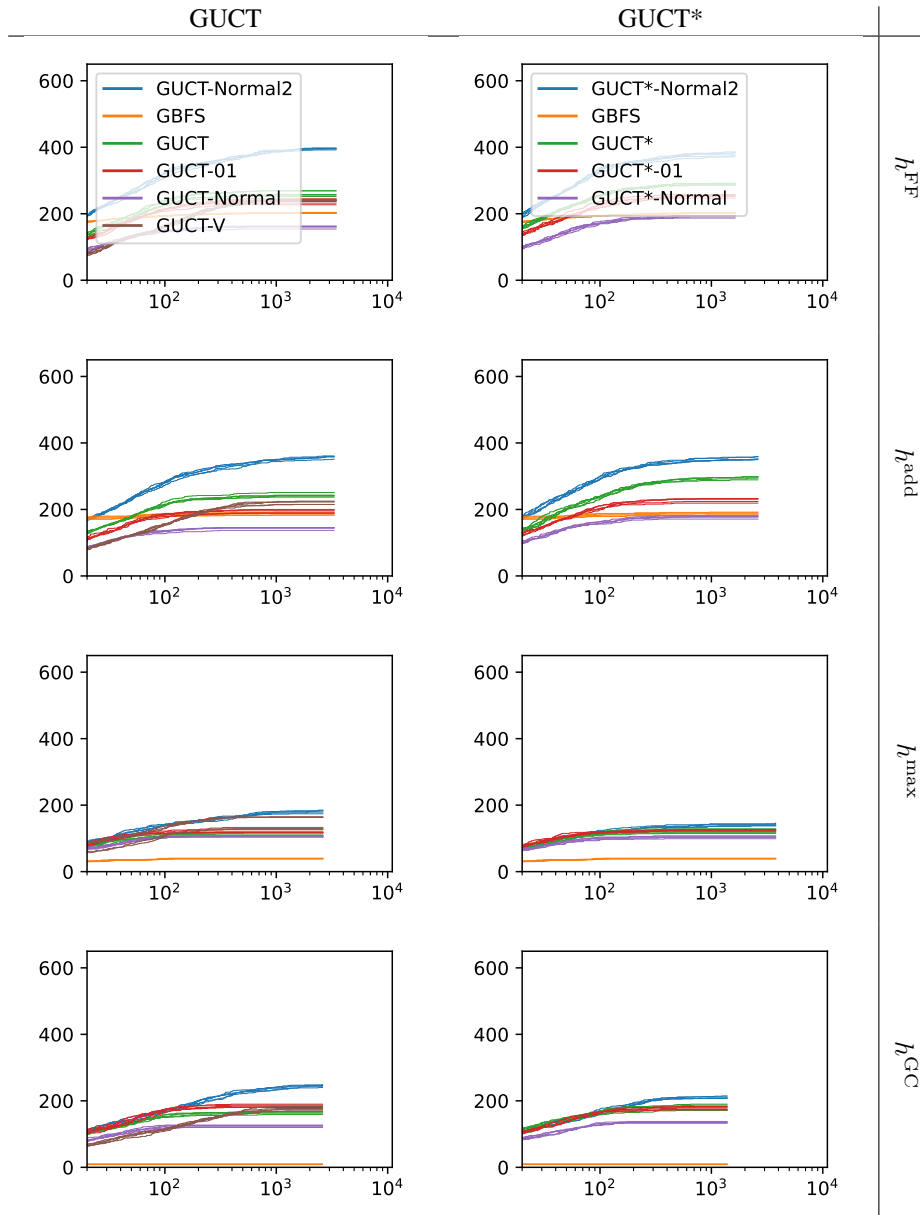 GUCT GUCT*
600
400
200
0
10^2 10^3 10^4
GUCT-Normal2
GBFS
GUCT
GUCT-01
GUCT-Normal
GUCT-V
600
400
200
0
10^2 10^3 10^4
GUCT*-Normal2
GBFS
GUCT*
GUCT*-01
GUCT*-Normal
h^FF
600
400
200
0
10^2 10^3 10^4
600
400
200
0
10^2 10^3 10^4
h^add
600
400
200
0
10^2 10^3 10^4
600
400
200
0
10^2 10^3 10^4
h^max
600
400
200
0
10^2 10^3 10^4
600
400
200
0
10^2 10^3 10^4
h^GC